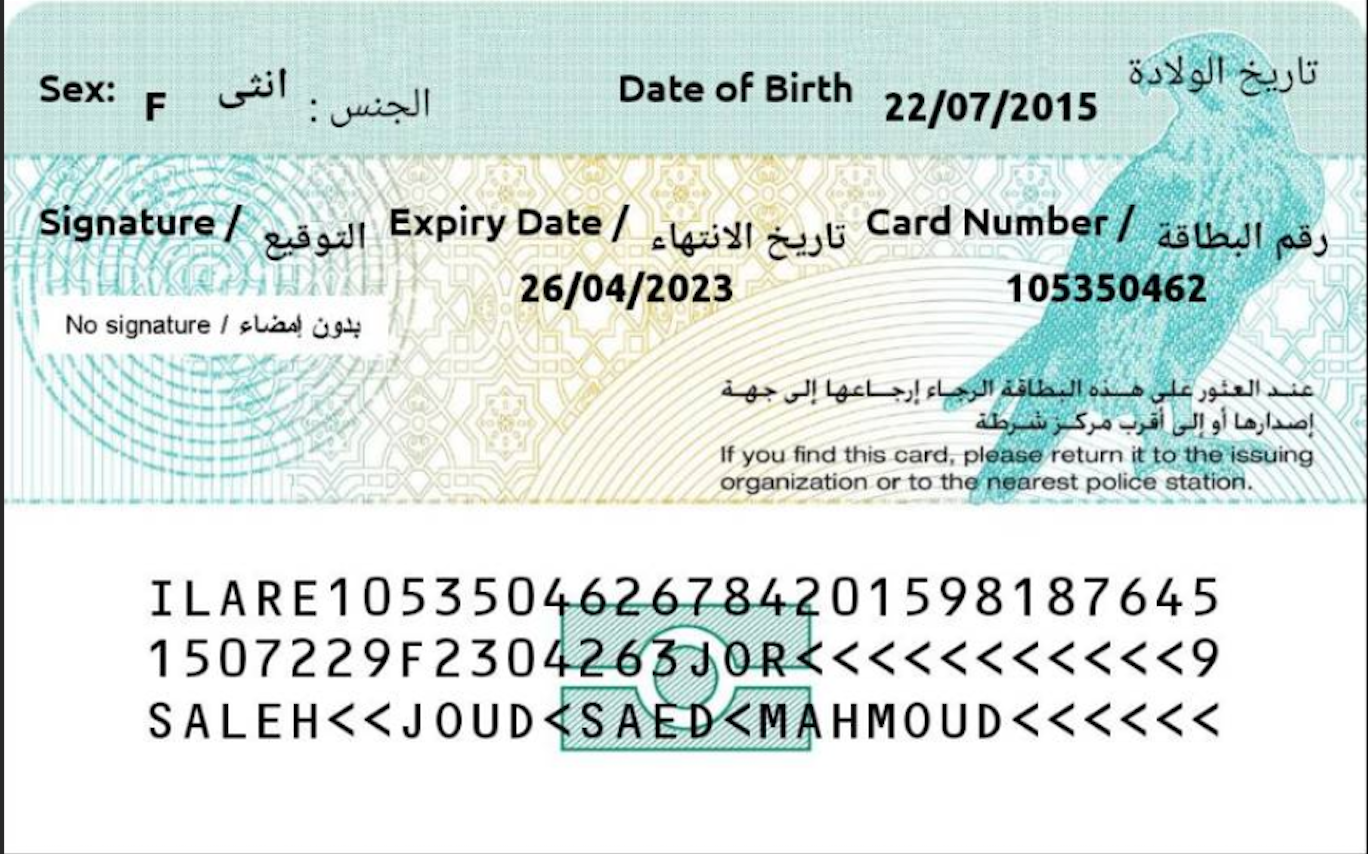 Sex: F انثى الجنس : Date of Birth 22/07/2015 تاريخ الولادة
Signature / التوقيع Expiry Date / تاريخ الانتهاء Card Number / رقم البطاقة
26/04/2023 105350462
No signature / بدون إمضاء
عند العثور على هذه البطاقة الرجاء إرجاعها إلى جهة
إصدارها أو إلى أقرب مركز شرطة
If you find this card, please return it to the issuing
organization or to the nearest police station.
ILARE1053504626784201598187645
1507229F2304263JOR<<<<<<<<<<<9
SALEH<<JOUD<SAED<MAHMOUD<<<<<<